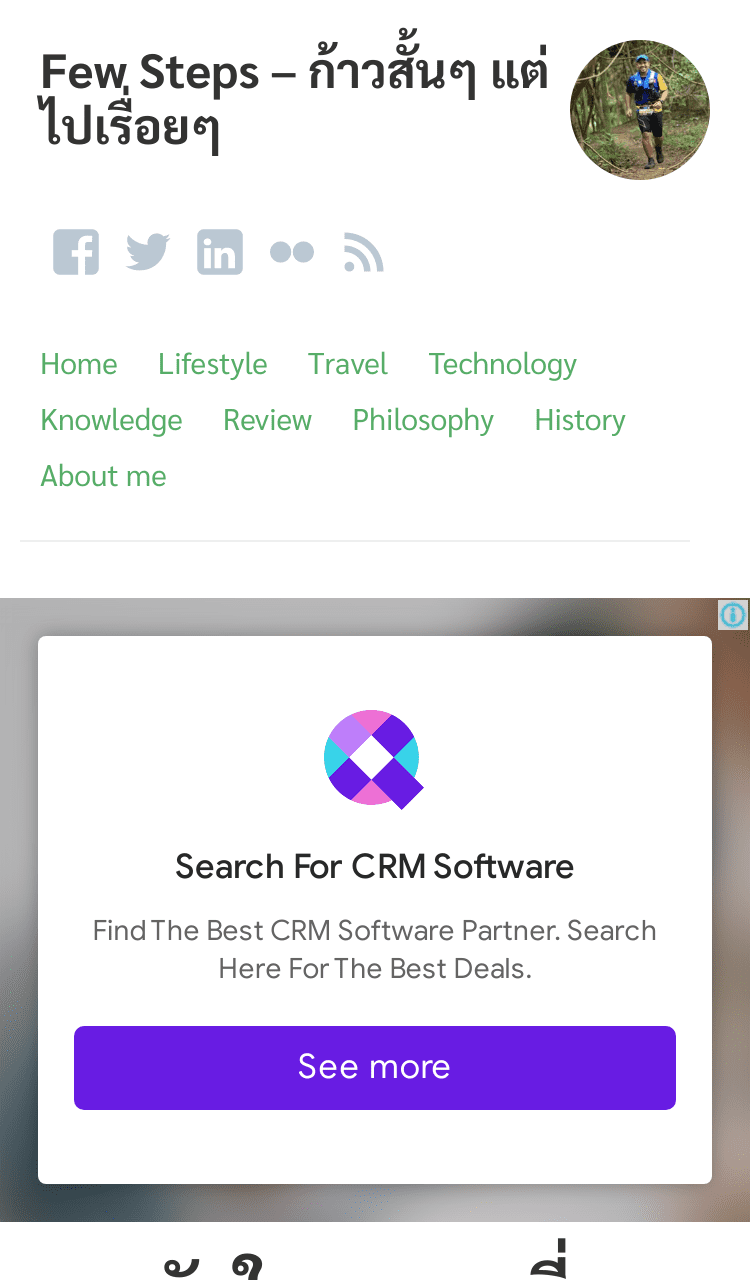 Few Steps – ก้าวสั้นๆ แต่
ไปเรื่อยๆ
Home Lifestyle Travel Technology
Knowledge Review Philosophy History
About me
Search For CRM Software
Find The Best CRM Software Partner. Search
Here For The Best Deals.
See more